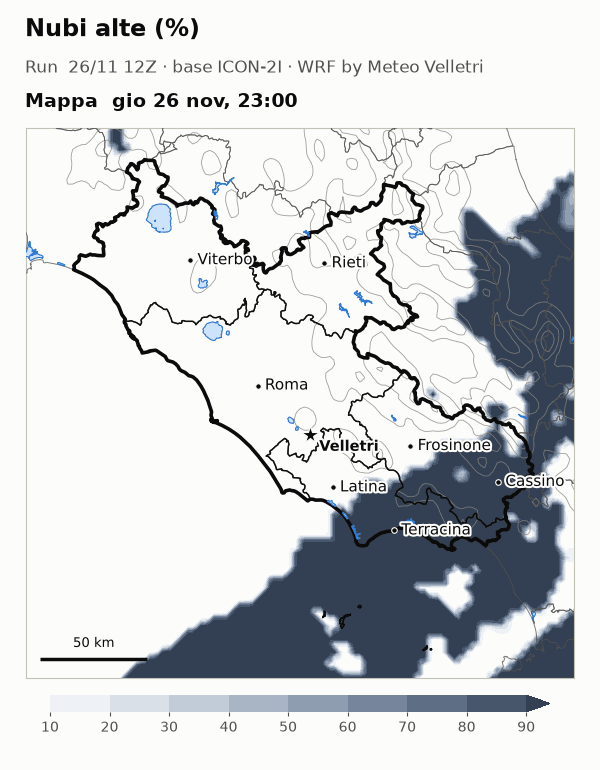 Nubi alte (%)
Run 26/11 12Z · base ICON-2I · WRF by Meteo Velletri
Mappa gio 26 nov, 23:00
Viterbo
Rieti
Roma
Velletri
Frosinone
Cassino
Latina
Terracina
50 km
10 20 30 40 50 60 70 80 90